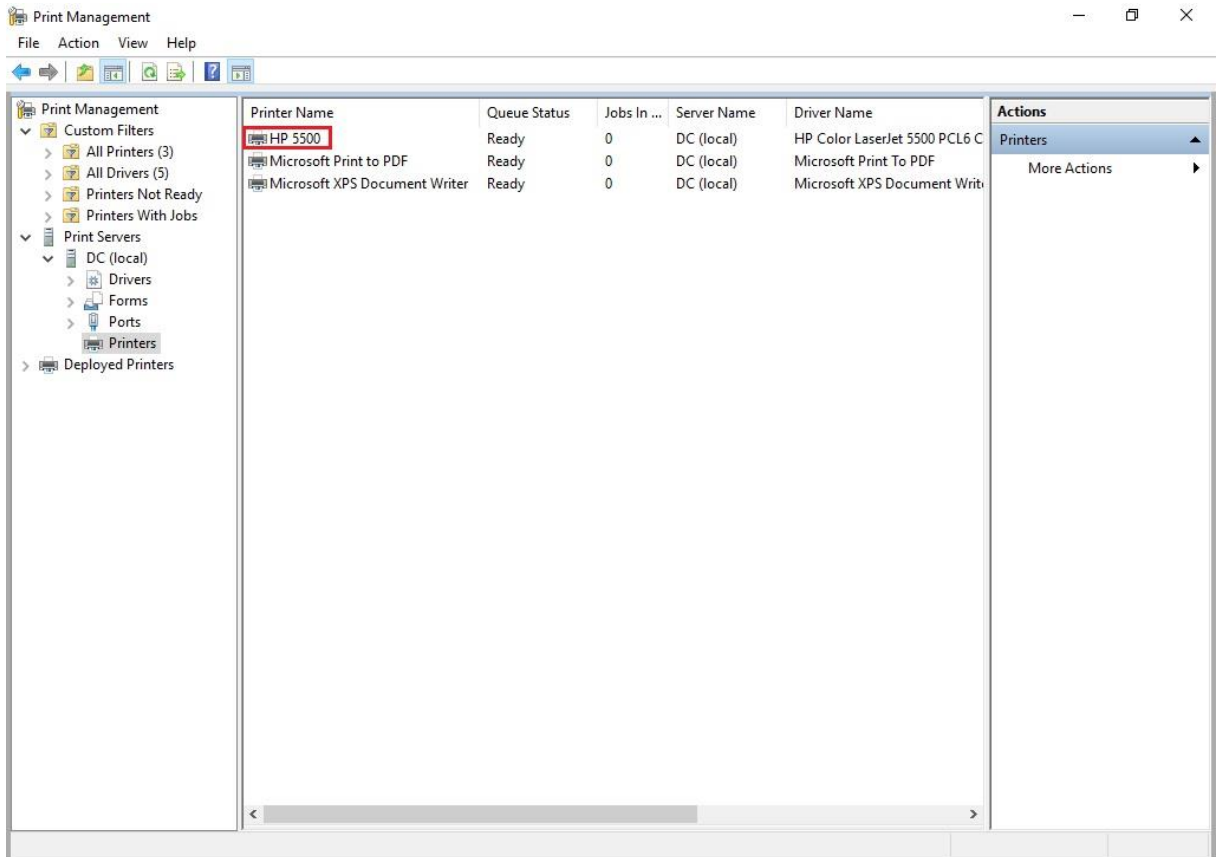 Print Management
File Action View Help
Print Management
Custom Filters
All Printers (3)
All Drivers (5)
Printers Not Ready
Printers With Jobs
Print Servers
DC (local)
Drivers
Forms
Ports
Printers
Deployed Printers
Printer Name Queue Status Jobs In ... Server Name Driver Name
HP 5500 Ready 0 DC (local) HP Color LaserJet 5500 PCL6 C
Microsoft Print to PDF Ready 0 DC (local) Microsoft Print To PDF
Microsoft XPS Document Writer Ready 0 DC (local) Microsoft XPS Document Write
Actions
Printers
More Actions